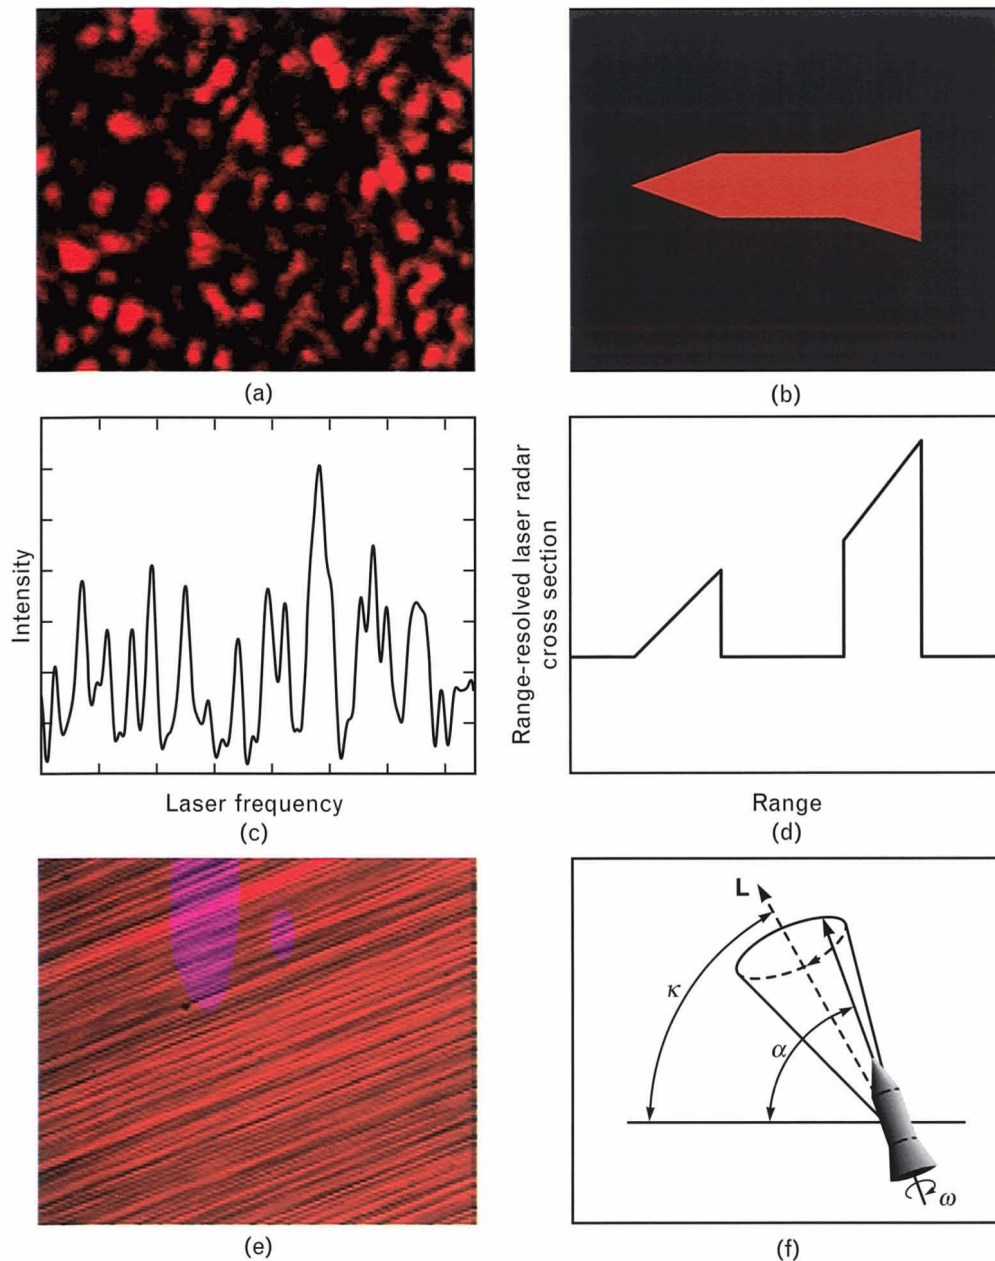 (a)
(b)
Intensity
Laser frequency
(c)
Range-resolved laser radar
cross section
Range
(d)
(e)
L
κ
α
ω
(f)